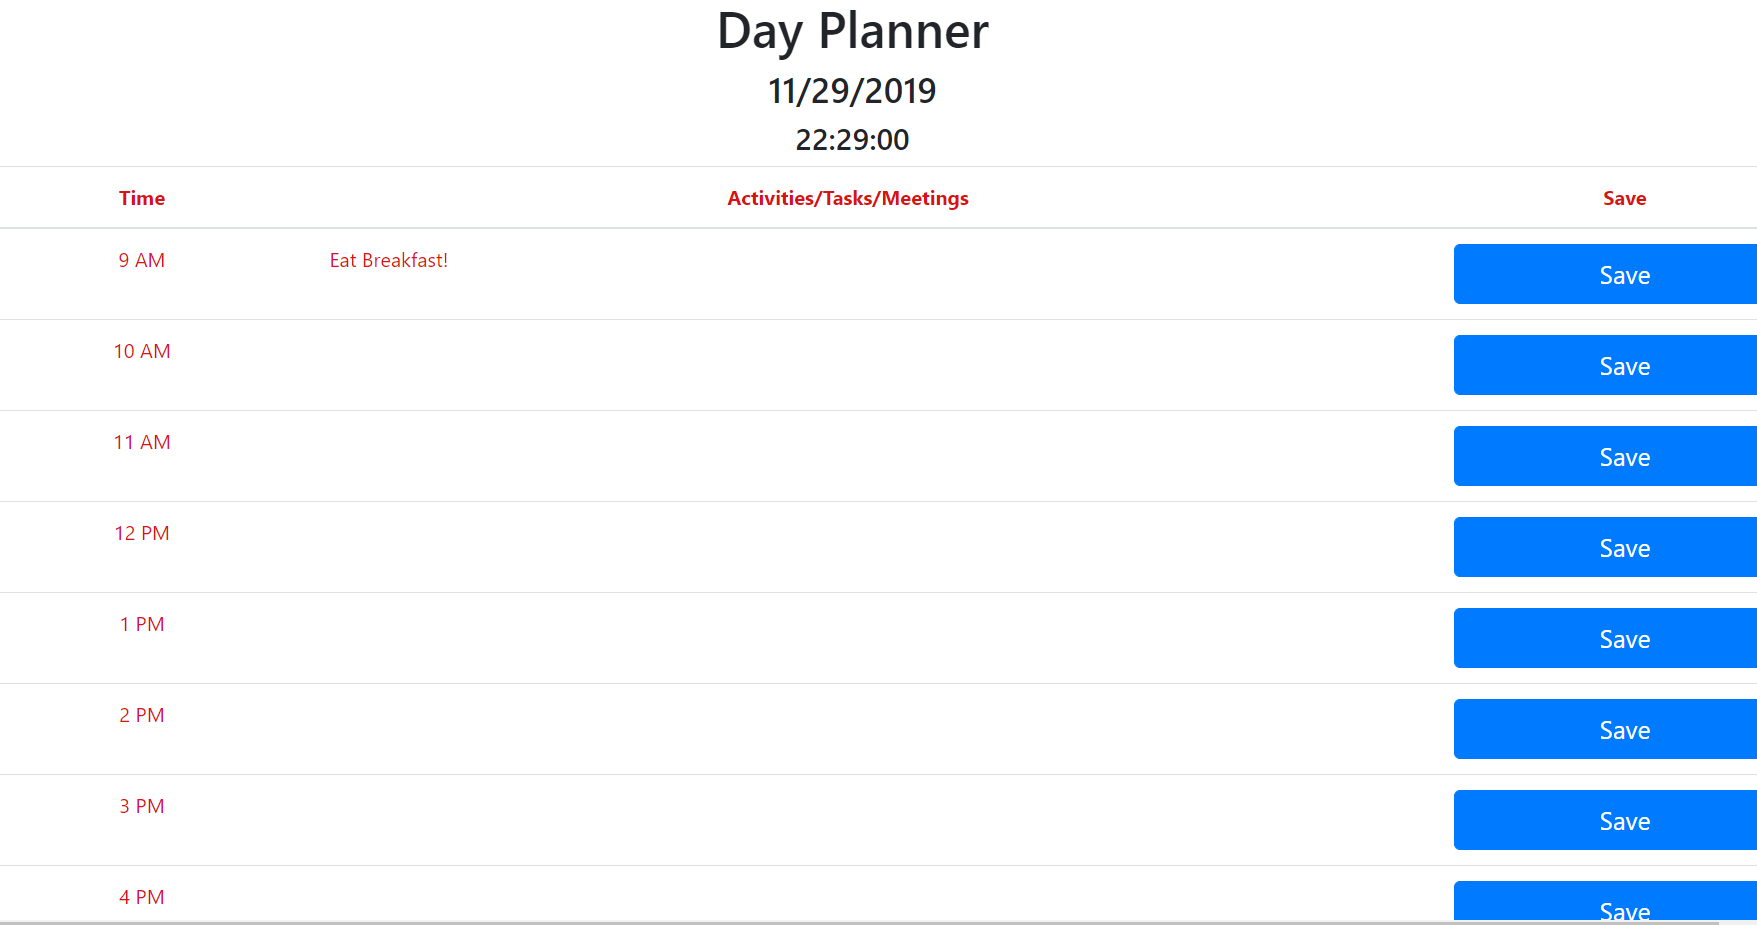 Day Planner
11/29/2019
22:29:00
Time Activities/Tasks/Meetings Save
9 AM Eat Breakfast! Save
10 AM Save
11 AM Save
12 PM Save
1 PM Save
2 PM Save
3 PM Save
4 PM Save